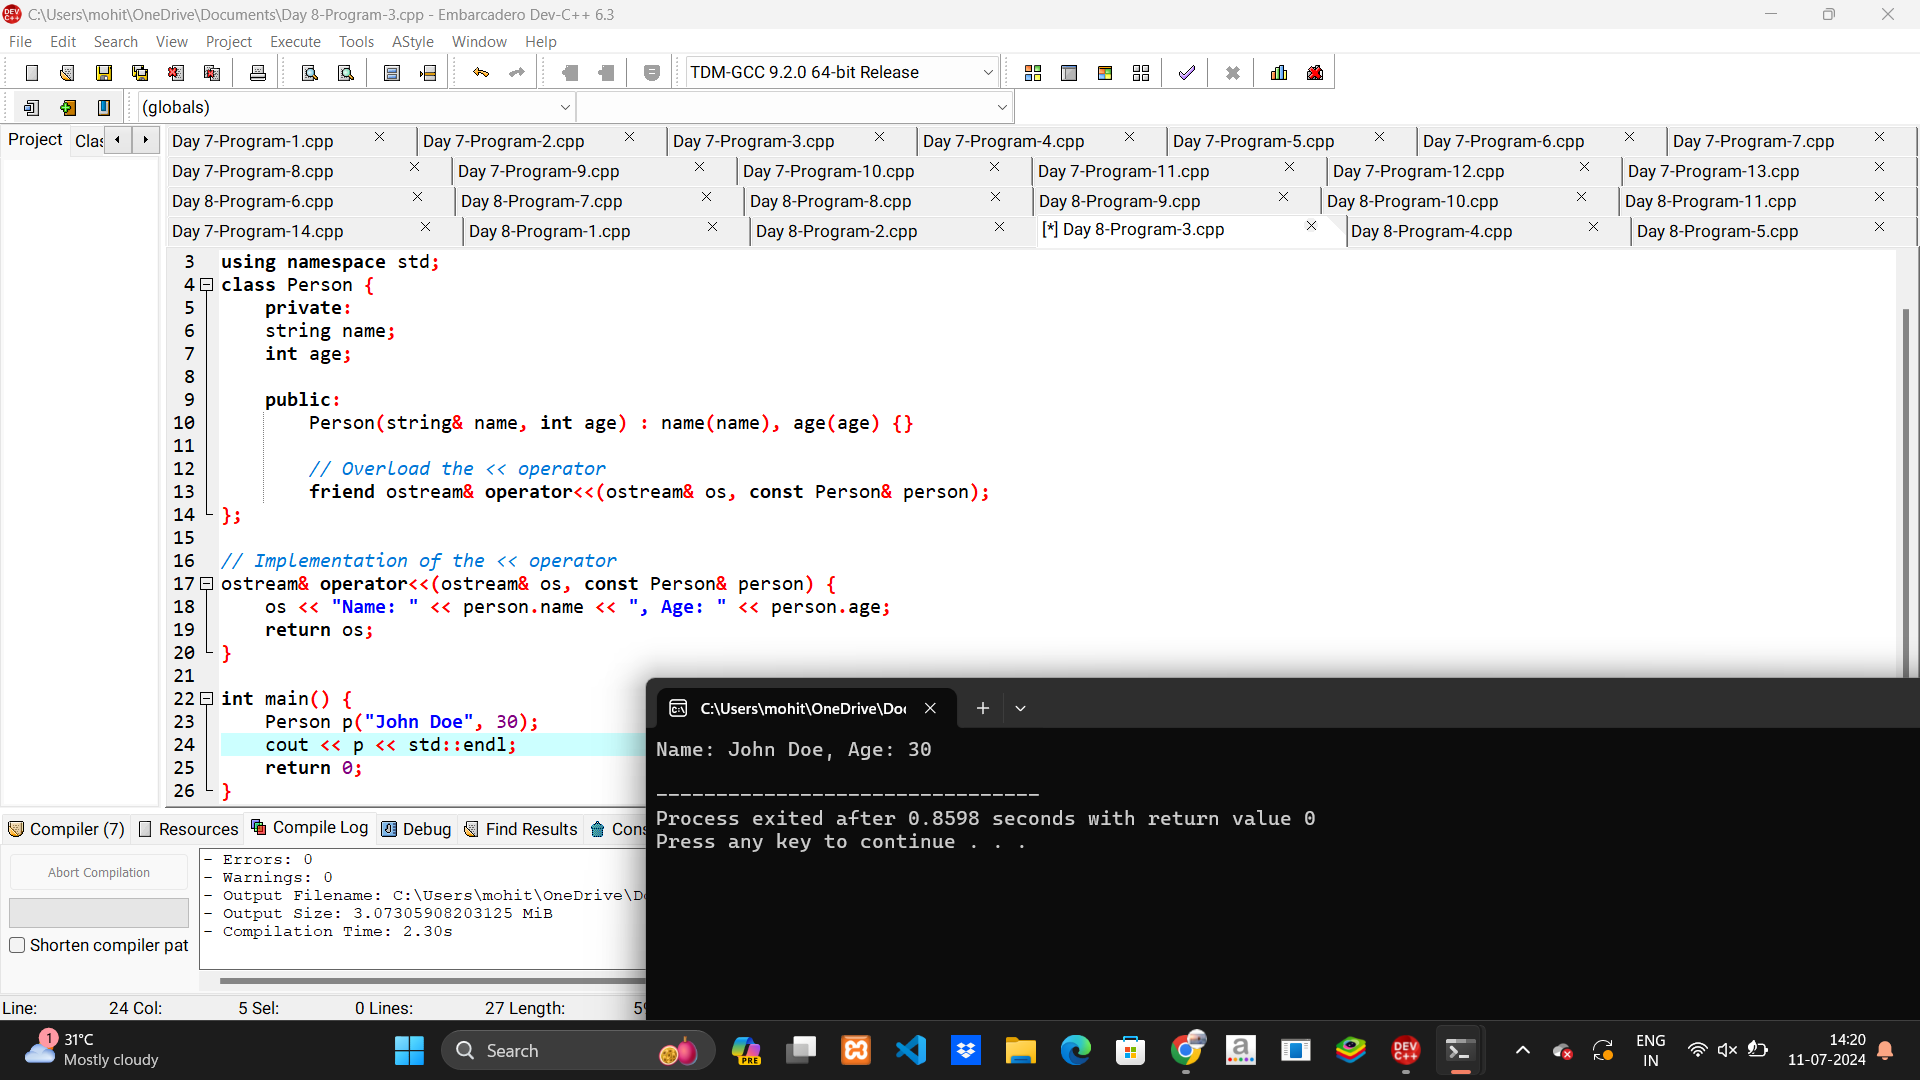 C:\Users\mohit\OneDrive\Documents\Day 8-Program-3.cpp - Embarcadero Dev-C++ 6.3
File Edit Search View Project Execute Tools AStyle Window Help
TDM-GCC 9.2.0 64-bit Release
(globals)
Project Clas
Day 7-Program-1.cpp Day 7-Program-2.cpp Day 7-Program-3.cpp Day 7-Program-4.cpp Day 7-Program-5.cpp Day 7-Program-6.cpp Day 7-Program-7.cpp
Day 7-Program-8.cpp Day 7-Program-9.cpp Day 7-Program-10.cpp Day 7-Program-11.cpp Day 7-Program-12.cpp Day 7-Program-13.cpp
Day 8-Program-6.cpp Day 8-Program-7.cpp Day 8-Program-8.cpp Day 8-Program-9.cpp Day 8-Program-10.cpp Day 8-Program-11.cpp
Day 7-Program-14.cpp Day 8-Program-1.cpp Day 8-Program-2.cpp [*] Day 8-Program-3.cpp Day 8-Program-4.cpp Day 8-Program-5.cpp
3 using namespace std;
4 class Person {
5 private:
6 string name;
7 int age;
8
9 public:
10 Person(string& name, int age) : name(name), age(age) {}
11
12 // Overload the << operator
13 friend ostream& operator<<(ostream& os, const Person& person);
14 };
15
16 // Implementation of the << operator
17 ostream& operator<<(ostream& os, const Person& person) {
18 os << "Name: " << person.name << ", Age: " << person.age;
19 return os;
20 }
21
22 int main() {
23 Person p("John Doe", 30);
24 cout << p << std::endl;
25 return 0;
26 }
C:\Users\mohit\OneDrive\Doc
Name: John Doe, Age: 30
--------------------------------
Process exited after 0.8598 seconds with return value 0
Press any key to continue . . .
Compiler (7) Resources Compile Log Debug Find Results Cons
Abort Compilation
Shorten compiler pat
- Errors: 0
- Warnings: 0
- Output Filename: C:\Users\mohit\OneDrive\Do
- Output Size: 3.07305908203125 MiB
- Compilation Time: 2.30s
Line: 24 Col: 5 Sel: 0 Lines: 27 Length: 59
1
31°C
Mostly cloudy
Search
PRE
DEV C++
ENG
IN
14:20
11-07-2024